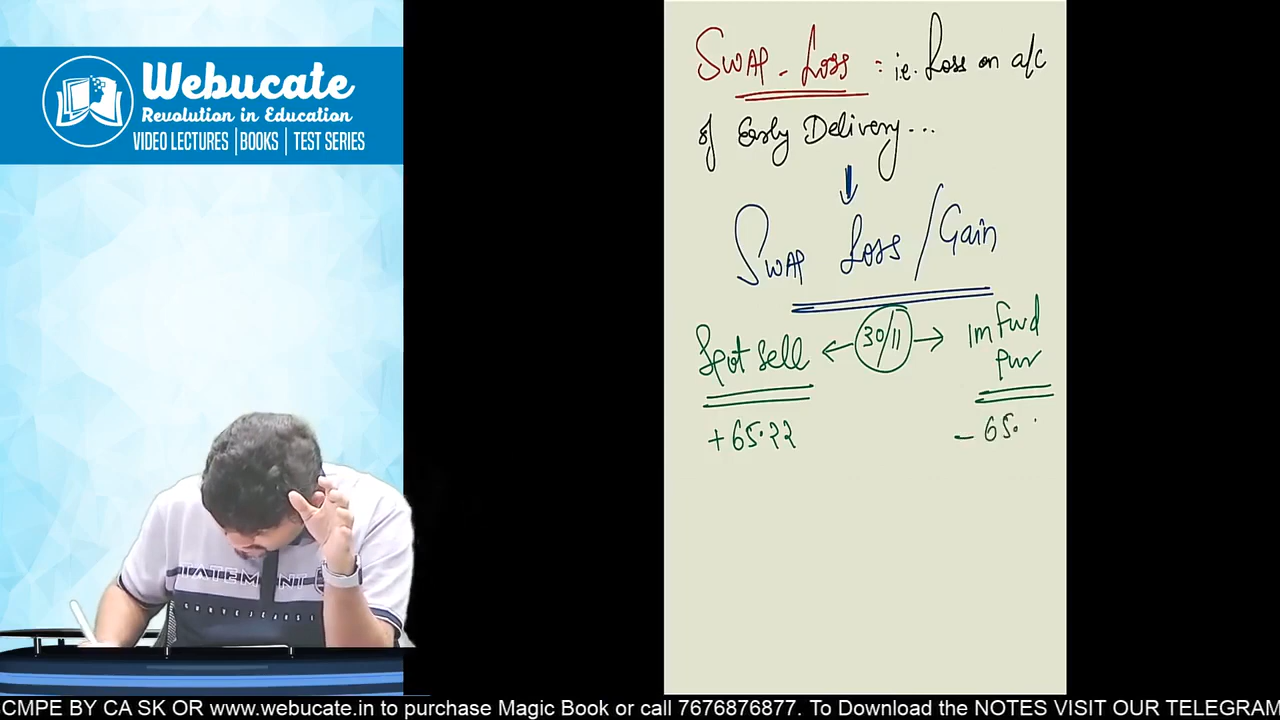 Webucate
Revolution in Education
VIDEO LECTURES | BOOKS | TEST SERIES
Swap - Loss : i.e. Loss on a/c
of Early Delivery...
Swap Loss / Gain
Spot sell ← 30/11 → 1m Fwd
Pur
+65.22 - 65.
TATEMENT
CMPE BY CA SK OR www.webucate.in to purchase Magic Book or call 7676876877. To Download the NOTES VISIT OUR TELEGRAM